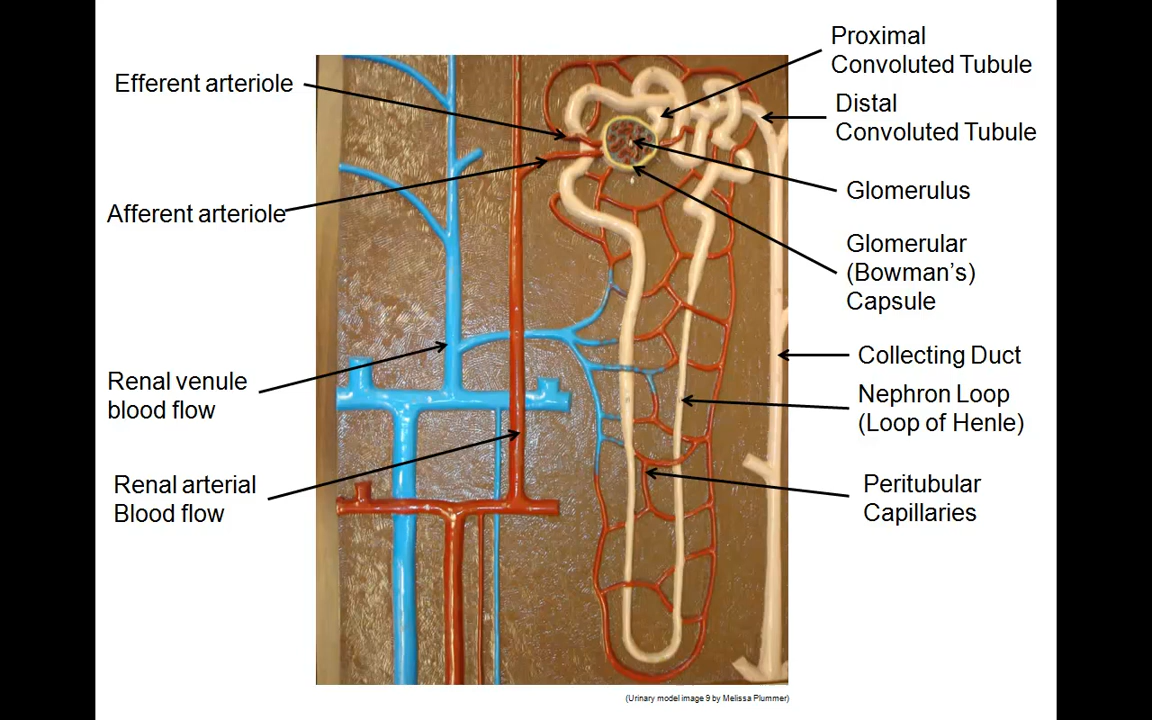 Efferent arteriole
Afferent arteriole
Renal venule
blood flow
Renal arterial
Blood flow
Proximal
Convoluted Tubule
Distal
Convoluted Tubule
Glomerulus
Glomerular
(Bowman’s)
Capsule
Collecting Duct
Nephron Loop
(Loop of Henle)
Peritubular
Capillaries
(Urinary model image 9 by Melissa Plummer)